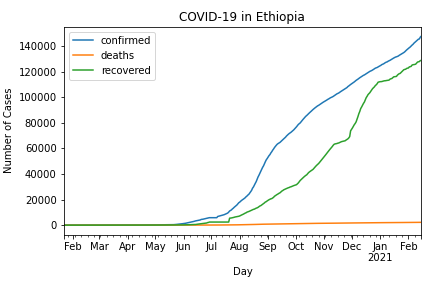 COVID-19 in Ethiopia
confirmed
deaths
recovered
140000
120000
100000
80000
60000
40000
20000
0
Number of Cases
Feb Mar Apr May Jun Jul Aug Sep Oct Nov Dec Jan Feb
2021
Day